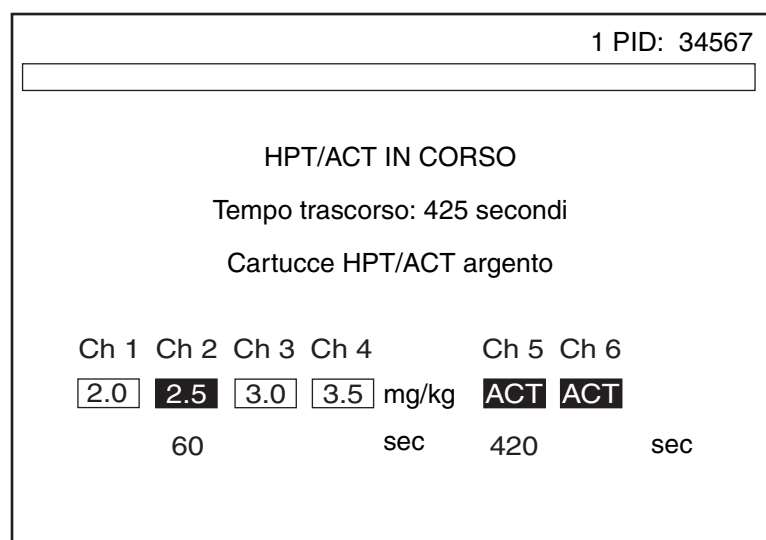 1 PID: 34567
HPT/ACT IN CORSO
Tempo trascorso: 425 secondi
Cartucce HPT/ACT argento
Ch 1 Ch 2 Ch 3 Ch 4 Ch 5 Ch 6
2.0 2.5 3.0 3.5 mg/kg ACT ACT
60 sec 420 sec